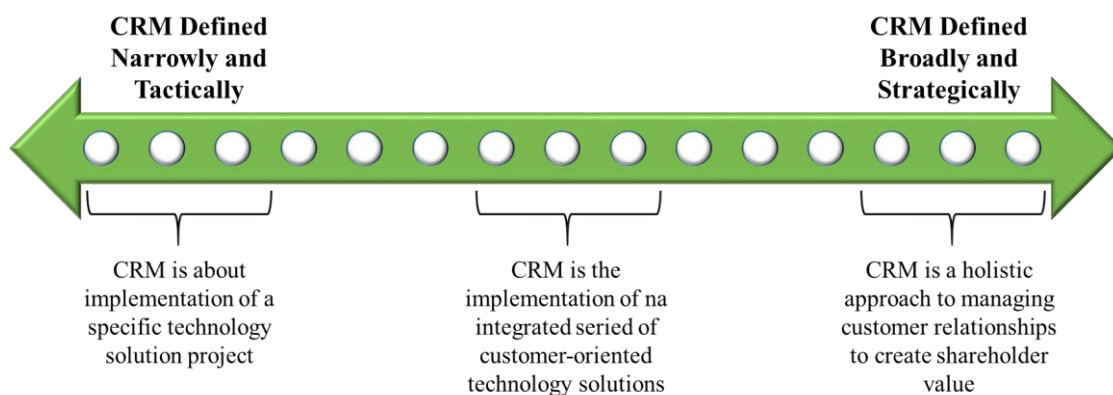 CRM Defined
Narrowly and
Tactically
CRM Defined
Broadly and
Strategically
CRM is about
implementation of a
specific technology
solution project
CRM is the
implementation of na
integrated seried of
customer-oriented
technology solutions
CRM is a holistic
approach to managing
customer relationships
to create shareholder
value